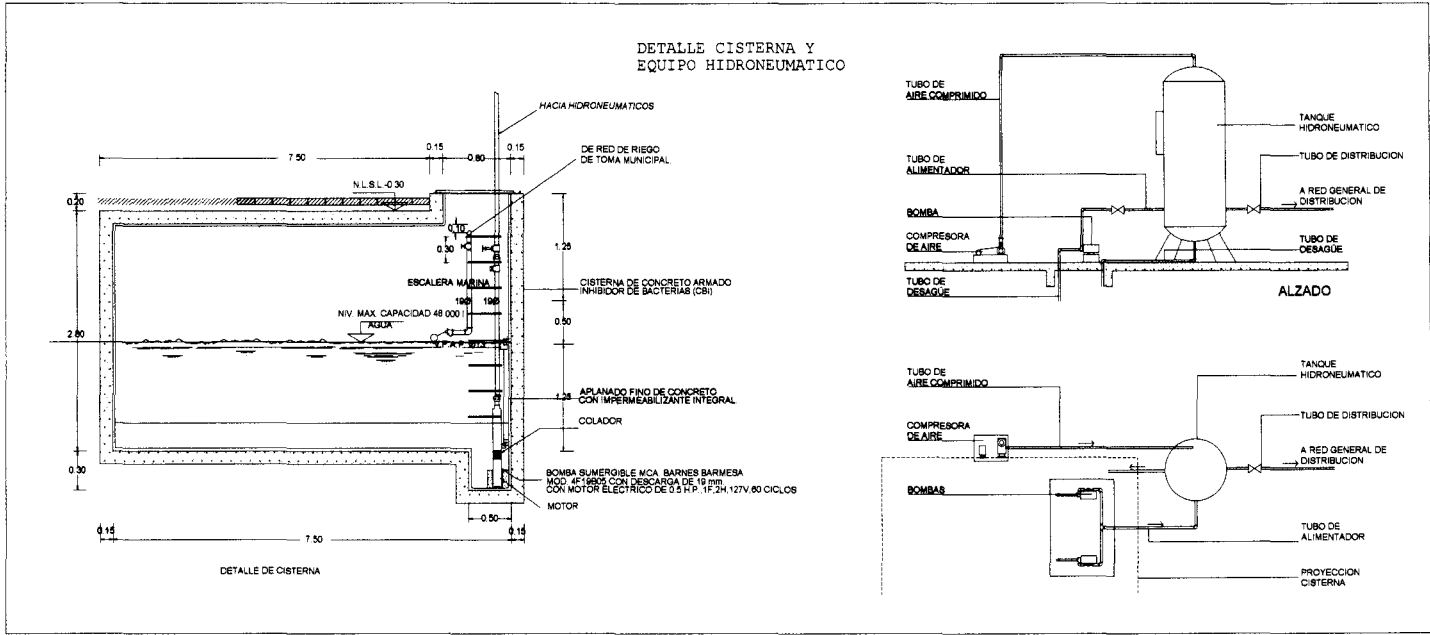 DETALLE CISTERNA Y
EQUIPO HIDRONEUMATICO
HACIA HIDRONEUMATICOS
DE RED DE RIEGO
DE TOMA MUNICIPAL
0.15
0.15
7.50
0.80
N.L.S.L -0.30
0.20
0.10
0.30
1.25
ESCALERA MARINA
CISTERNA DE CONCRETO ARMADO
INHIBIDOR DE BACTERIAS (CBI)
19Ø
19Ø
NIV. MAX. CAPACIDAD 48 000 l
AGUA
0.50
2.80
APLANADO FINO DE CONCRETO
CON IMPERMEABILIZANTE INTEGRAL
1.25
COLADOR
0.30
BOMBA SUMERGIBLE MCA. BARNES BARMESA
MOD. 4F19B05 CON DESCARGA DE 19 mm.
CON MOTOR ELECTRICO DE 0.5 H.P., 1F,2H,127V,60 CICLOS
MOTOR
0.50
0.15
7.50
0.15
DETALLE DE CISTERNA
TUBO DE
AIRE COMPRIMIDO
TANQUE
HIDRONEUMATICO
TUBO DE
ALIMENTADOR
TUBO DE DISTRIBUCION
BOMBA
A RED GENERAL DE
DISTRIBUCION
COMPRESORA
DE AIRE
TUBO DE
DESAGÜE
TUBO DE
DESAGÜE
ALZADO
TUBO DE
AIRE COMPRIMIDO
TANQUE
HIDRONEUMATICO
COMPRESORA
DE AIRE
TUBO DE DISTRIBUCION
A RED GENERAL DE
DISTRIBUCION
BOMBAS
TUBO DE
ALIMENTADOR
PROYECCION
CISTERNA